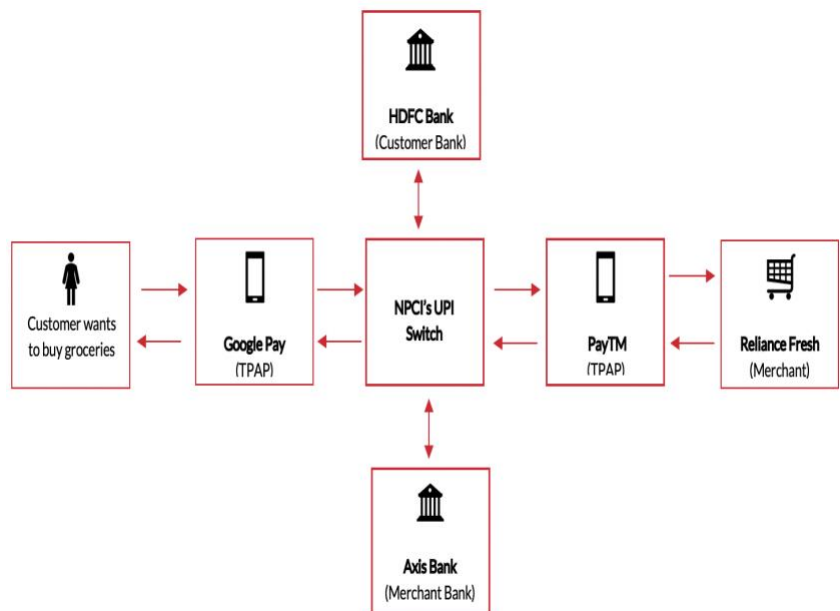 HDFC Bank
(Customer Bank)
Customer wants
to buy groceries
Google Pay
(TPAP)
NPCI's UPI
Switch
PayTM
(TPAP)
Reliance Fresh
(Merchant)
Axis Bank
(Merchant Bank)